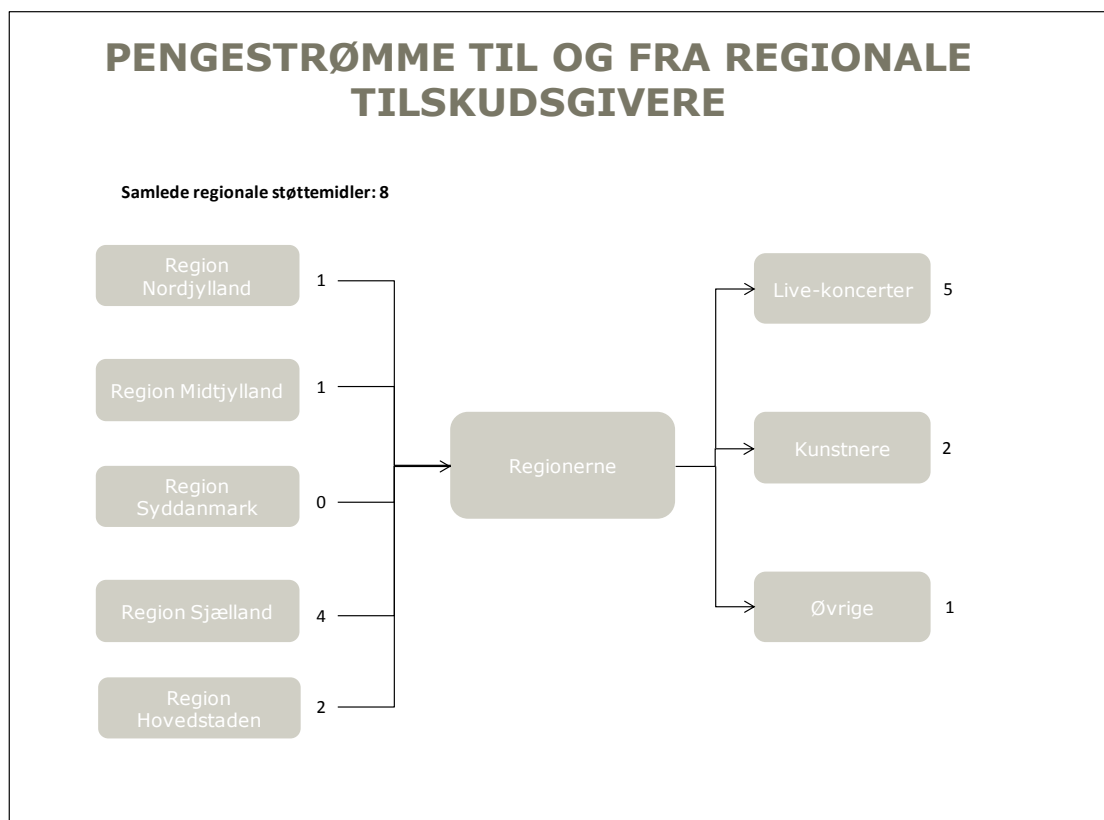 PENGESTRØMME TIL OG FRA REGIONALE
TILSKUDSGIVERE
Samlede regionale støttemidler: 8
Region
Nordjylland
1
Region Midtjylland
1
Region
Syddanmark
0
Region Sjælland
4
Region
Hovedstaden
2
Regionerne
Live-koncerter
5
Kunstnere
2
Øvrige
1